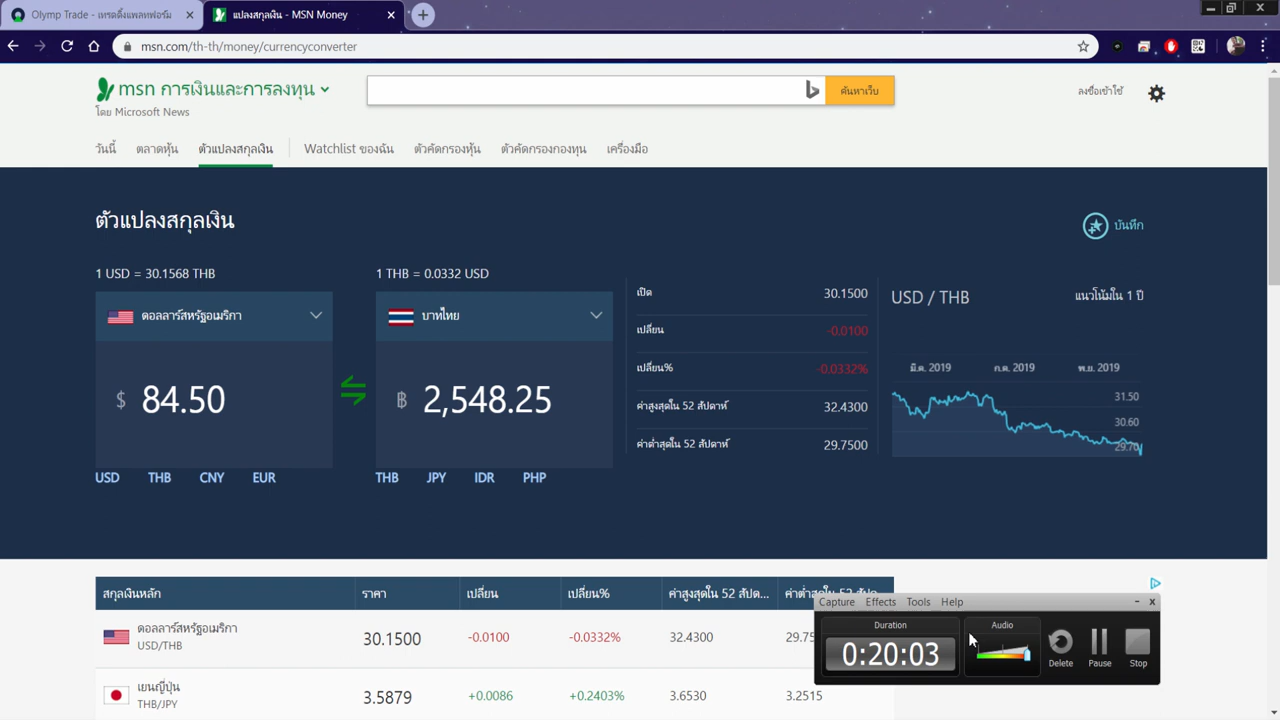 Olymp Trade - เทรดดิ้งแพลทฟอร์ม
แปลงสกุลเงิน - MSN Money
msn.com/th-th/money/currencyconverter
msn การเงินและการลงทุน
โดย Microsoft News
ค้นหาเว็บ
ลงชื่อเข้าใช้
วันนี้ ตลาดหุ้น ตัวแปลงสกุลเงิน Watchlist ของฉัน ตัวคัดกรองหุ้น ตัวคัดกรองกองทุน เครื่องมือ
ตัวแปลงสกุลเงิน
บันทึก
1 USD = 30.1568 THB
1 THB = 0.0332 USD
ดอลลาร์สหรัฐอเมริกา
บาทไทย
$ 84.50
฿ 2,548.25
USD THB CNY EUR
THB JPY IDR PHP
เปิด 30.1500
เปลี่ยน -0.0100
เปลี่ยน% -0.0332%
ค่าสูงสุดใน 52 สัปดาห์ 32.4300
ค่าต่ำสุดใน 52 สัปดาห์ 29.7500
USD / THB
แนวโน้มใน 1 ปี
มี.ค. 2019 ก.ค. 2019 พ.ย. 2019
31.50
30.60
29.70
สกุลเงินหลัก ราคา เปลี่ยน เปลี่ยน% ค่าสูงสุดใน 52 สัปด... ค่าต่ำสุดใน 52 สัปด...
ดอลลาร์สหรัฐอเมริกา
USD/THB
30.1500 -0.0100 -0.0332% 32.4300 29.75
เยนญี่ปุ่น
THB/JPY
3.5879 +0.0086 +0.2403% 3.6530 3.2515
Capture Effects Tools Help
Duration
0:20:03
Audio
Delete Pause Stop